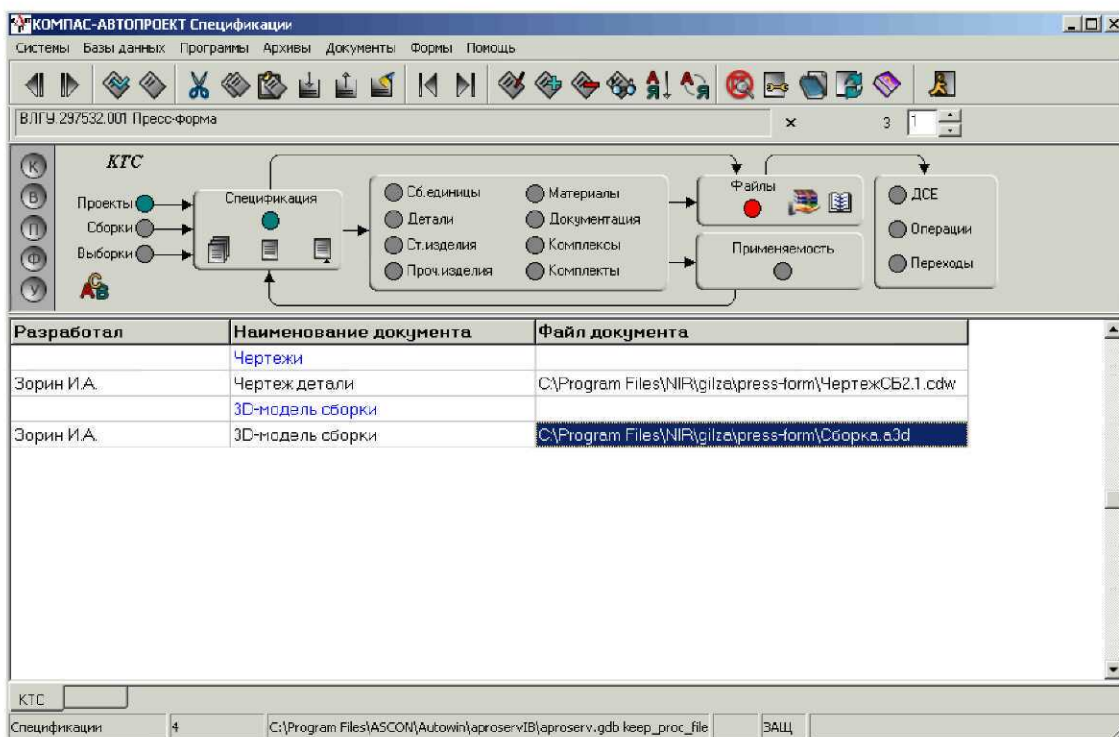 КОМПАС-АВТОПРОЕКТ Спецификации
Системы Базы данных Программы Архивы Документы Формы Помощь
ВЛГУ.297532.001 Пресс-форма × 3 1
К В П Ф У
КТС
Проекты
Сборки
Выборки
Спецификация
Сб.единицы
Детали
Ст.изделия
Проч.изделия
Материалы
Документация
Комплексы
Комплекты
Файлы
Применяемость
ДСЕ
Операции
Переходы
Разработал Наименование документа Файл документа
Чертежи
Зорин И.А. Чертеж детали C:\Program Files\NIR\gilza\press-form\ЧертежСБ2.1.cdw
3D-модель сборки
Зорин И.А. 3D-модель сборки C:\Program Files\NIR\gilza\press-form\Сборка.a3d
КТС
Спецификации 4 C:\Program Files\ASCON\Autowin\aproservIB\aproserv.gdb keep_proc_file ЗАЩ